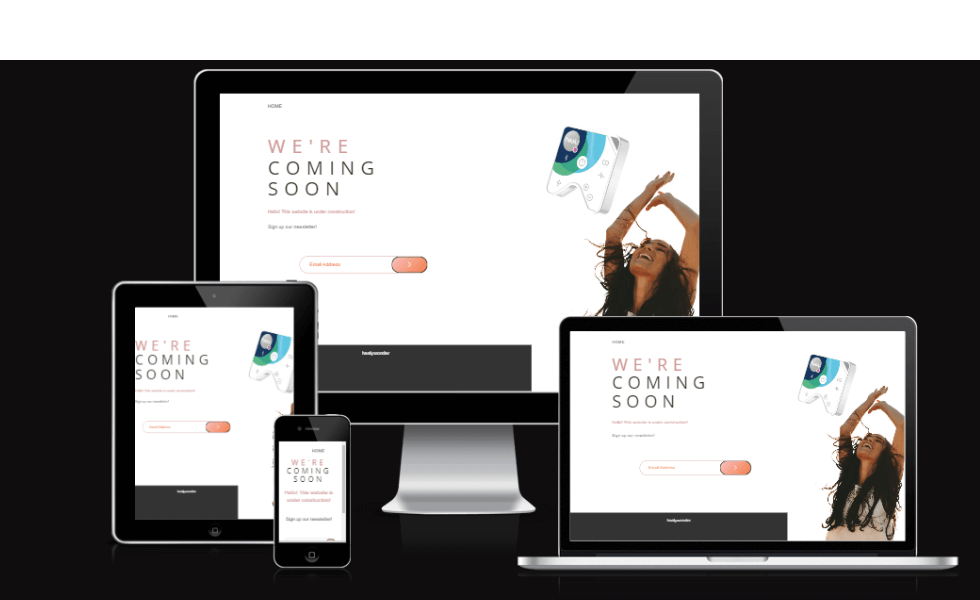 HOME
WE'RE
COMING
SOON
Hello! This website is under construction!
Sign up our newsletter!
Email Address
HOME
WE'RE
COMING
SOON
Hello! This website is under construction!
Sign up our newsletter!
Email Address
HOME
WE'RE
COMING
SOON
Hello! This website is
under construction!
Sign up our newsletter!
HOME
WE'RE
COMING
SOON
Hello! This website is under construction!
Sign up our newsletter!
Email Address